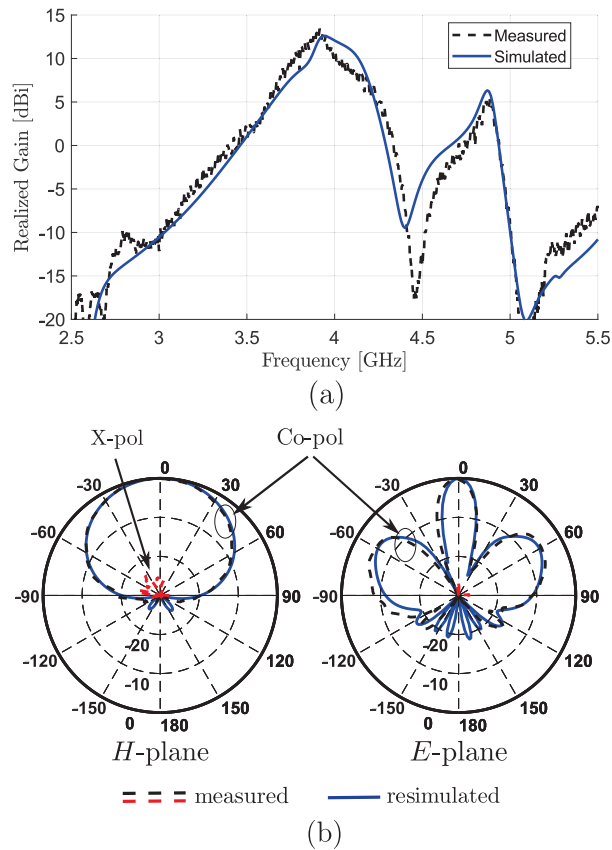 Realized Gain [dBi]
15
10
5
0
-5
-10
-15
-20
Measured
Simulated
2.5 3 3.5 4 4.5 5 5.5
Frequency [GHz]
(a)
X-pol Co-pol
0 0
-30 30 -30 30
-60 60 -60 60
-90 90 -90 90
-120 120 -120 120
-20 -20
-10 -10
-150 150 -150 150
0 180 0 180
H-plane E-plane
measured resimulated
(b)